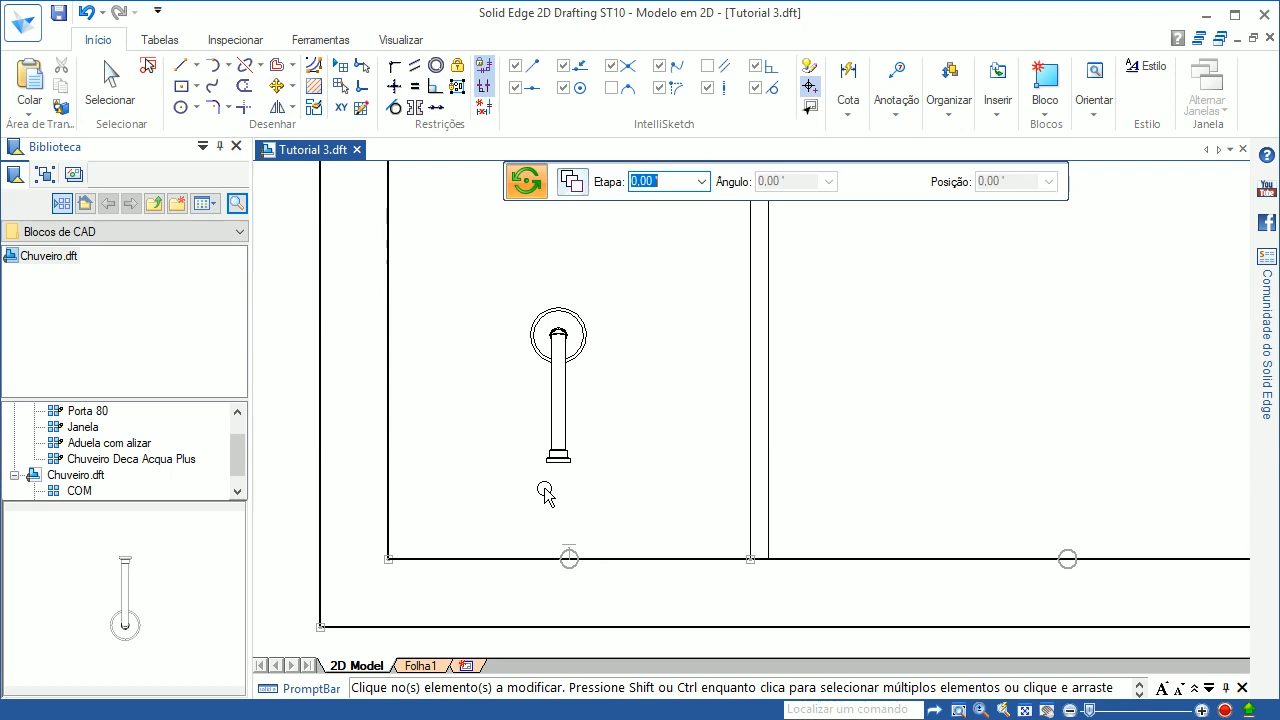 Solid Edge 2D Drafting ST10 - Modelo em 2D - [Tutorial 3.dft]
Início
Tabelas
Inspecionar
Ferramentas
Visualizar
Colar
Selecionar
Cota
Anotação
Organizar
Inserir
Bloco
Orientar
Estilo
Alternar
Janelas
Área de Tran...
Selecionar
Desenhar
Restrições
IntelliSketch
Blocos
Estilo
Janela
Biblioteca
Tutorial 3.dft
Etapa: 0,00 °
Ângulo: 0,00 °
Posição: 0,00 °
Blocos de CAD
Chuveiro.dft
Porta 80
Janela
Aduela com alizar
Chuveiro Deca Acqua Plus
Chuveiro.dft
COM
You
Tube
Comunidade do Solid Edge
2D Model
Folha1
PromptBar
Clique no(s) elemento(s) a modificar. Pressione Shift ou Ctrl enquanto clica para selecionar múltiplos elementos ou clique e arraste
Localizar um comando